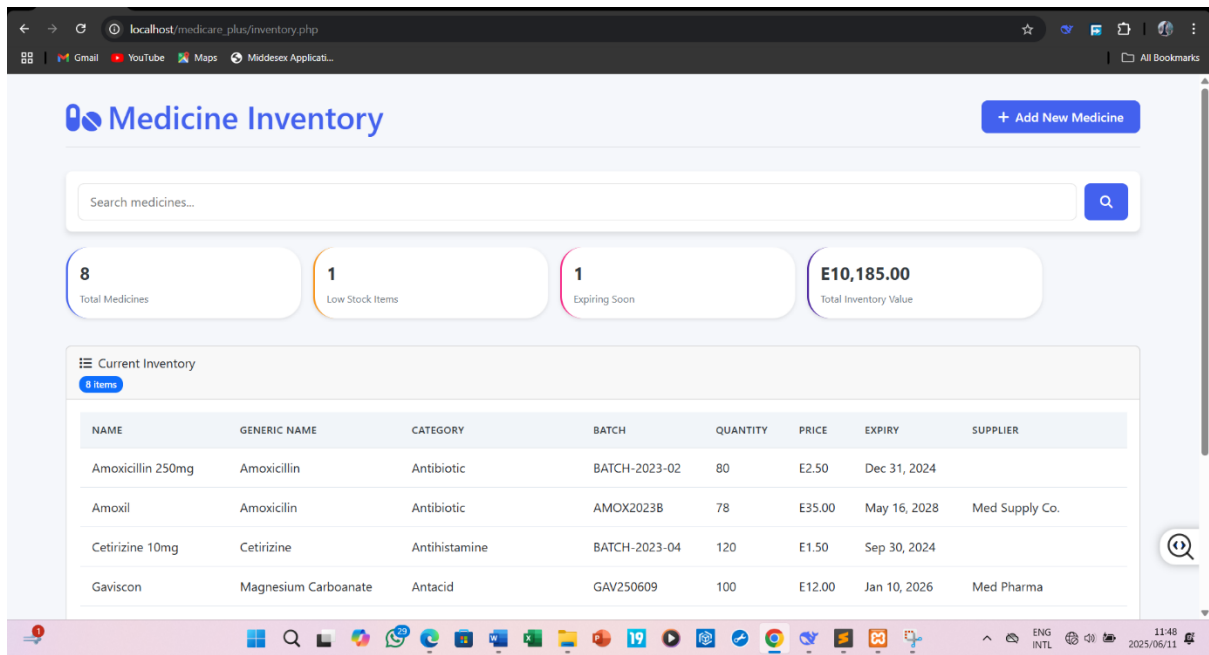 localhost/medicare_plus/inventory.php
Gmail YouTube Maps Middesex Applicati... All Bookmarks
Medicine Inventory + Add New Medicine
Search medicines...
8 1 1 E10,185.00
Total Medicines Low Stock Items Expiring Soon Total Inventory Value
Current Inventory
8 items
NAME GENERIC NAME CATEGORY BATCH QUANTITY PRICE EXPIRY SUPPLIER
Amoxicillin 250mg Amoxicillin Antibiotic BATCH-2023-02 80 E2.50 Dec 31, 2024
Amoxil Amoxicilin Antibiotic AMOX2023B 78 E35.00 May 16, 2028 Med Supply Co.
Cetirizine 10mg Cetirizine Antihistamine BATCH-2023-04 120 E1.50 Sep 30, 2024
Gaviscon Magnesium Carboanate Antacid GAV250609 100 E12.00 Jan 10, 2026 Med Pharma
1 29 19 ENG 11:48
INTL 2025/06/11